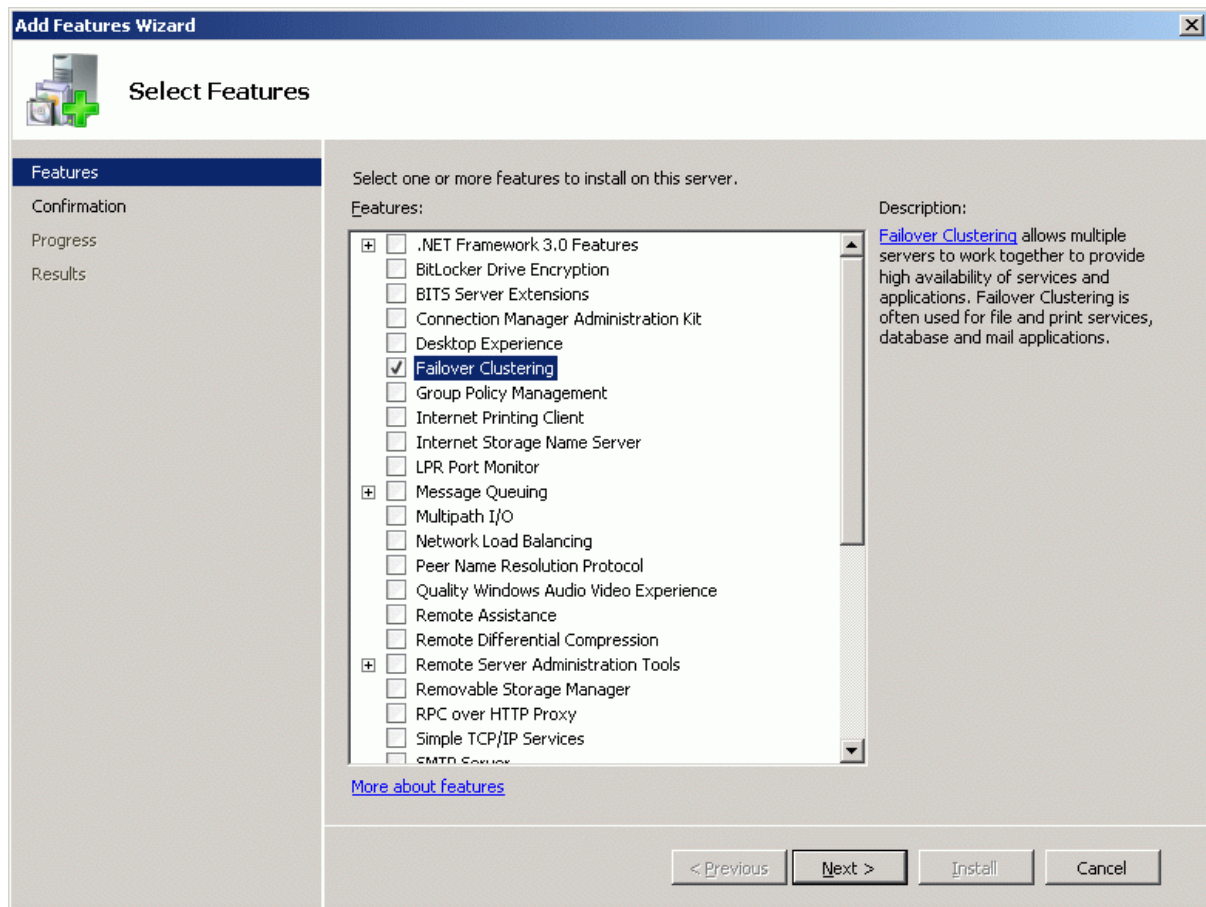 Add Features Wizard
Select Features
Features
Confirmation
Progress
Results
Select one or more features to install on this server.
Features:
.NET Framework 3.0 Features
BitLocker Drive Encryption
BITS Server Extensions
Connection Manager Administration Kit
Desktop Experience
Failover Clustering
Group Policy Management
Internet Printing Client
Internet Storage Name Server
LPR Port Monitor
Message Queuing
Multipath I/O
Network Load Balancing
Peer Name Resolution Protocol
Quality Windows Audio Video Experience
Remote Assistance
Remote Differential Compression
Remote Server Administration Tools
Removable Storage Manager
RPC over HTTP Proxy
Simple TCP/IP Services
SMTP Server
More about features
Description:
Failover Clustering allows multiple
servers to work together to provide
high availability of services and
applications. Failover Clustering is
often used for file and print services,
database and mail applications.
< Previous
Next >
Install
Cancel